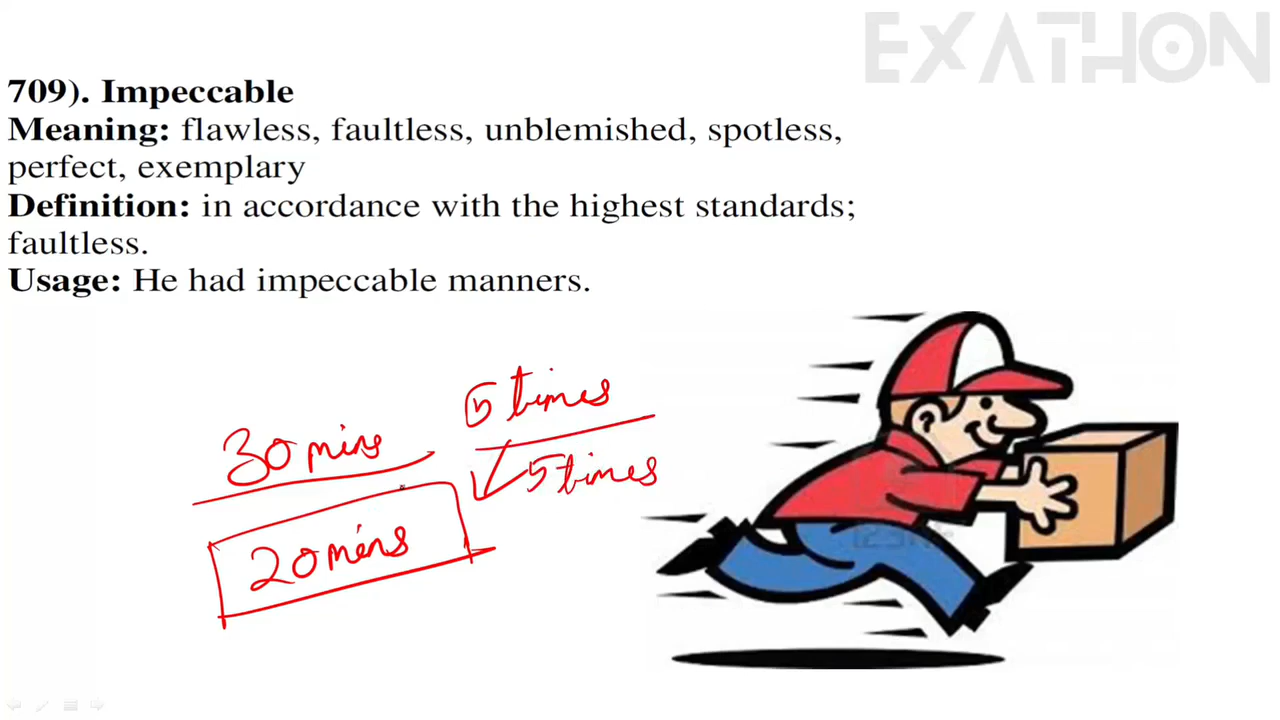 EXATHON
709). Impeccable
Meaning: flawless, faultless, unblemished, spotless,
perfect, exemplary
Definition: in accordance with the highest standards;
faultless.
Usage: He had impeccable manners.
5 times
30 mins
5 times
20 mins